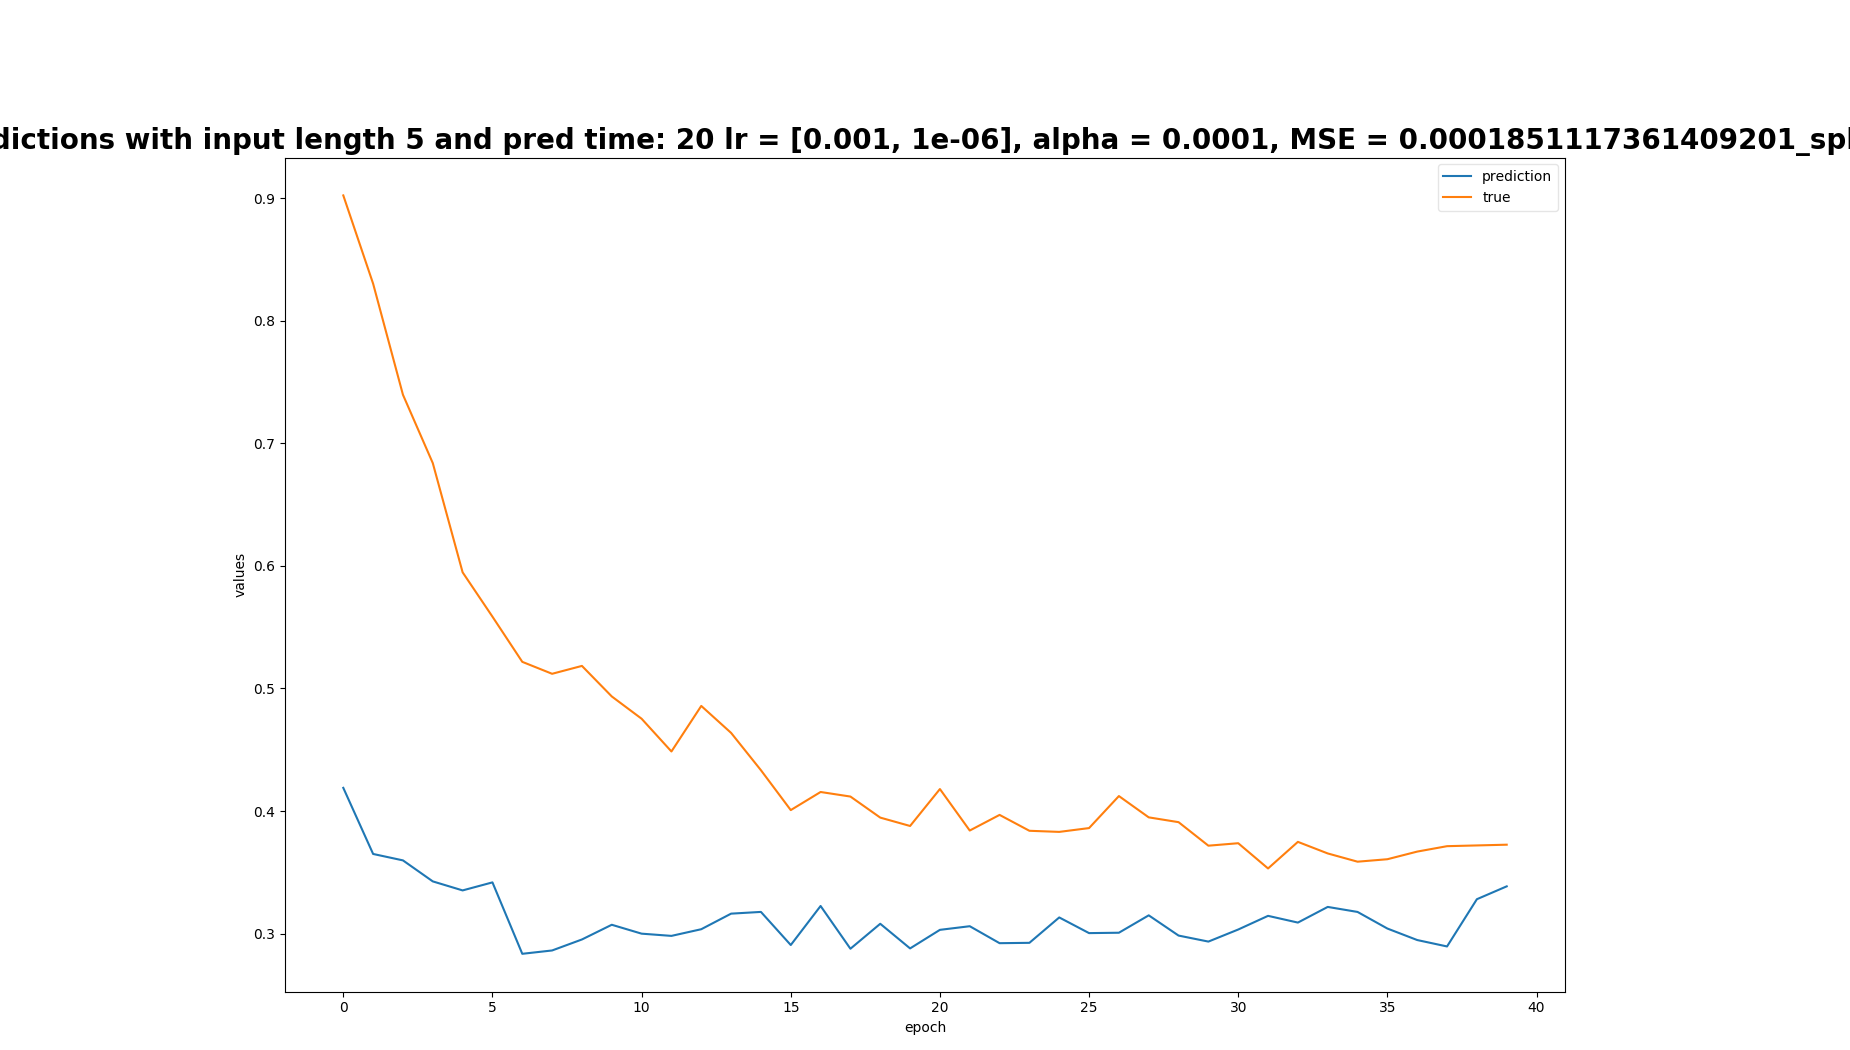 dictions with input length 5 and pred time: 20 lr = [0.001, 1e-06], alpha = 0.0001, MSE = 0.0001851117361409201_spl
prediction
true
0.9
0.8
0.7
0.6
0.5
0.4
0.3
values
0 5 10 15 20 25 30 35 40
epoch